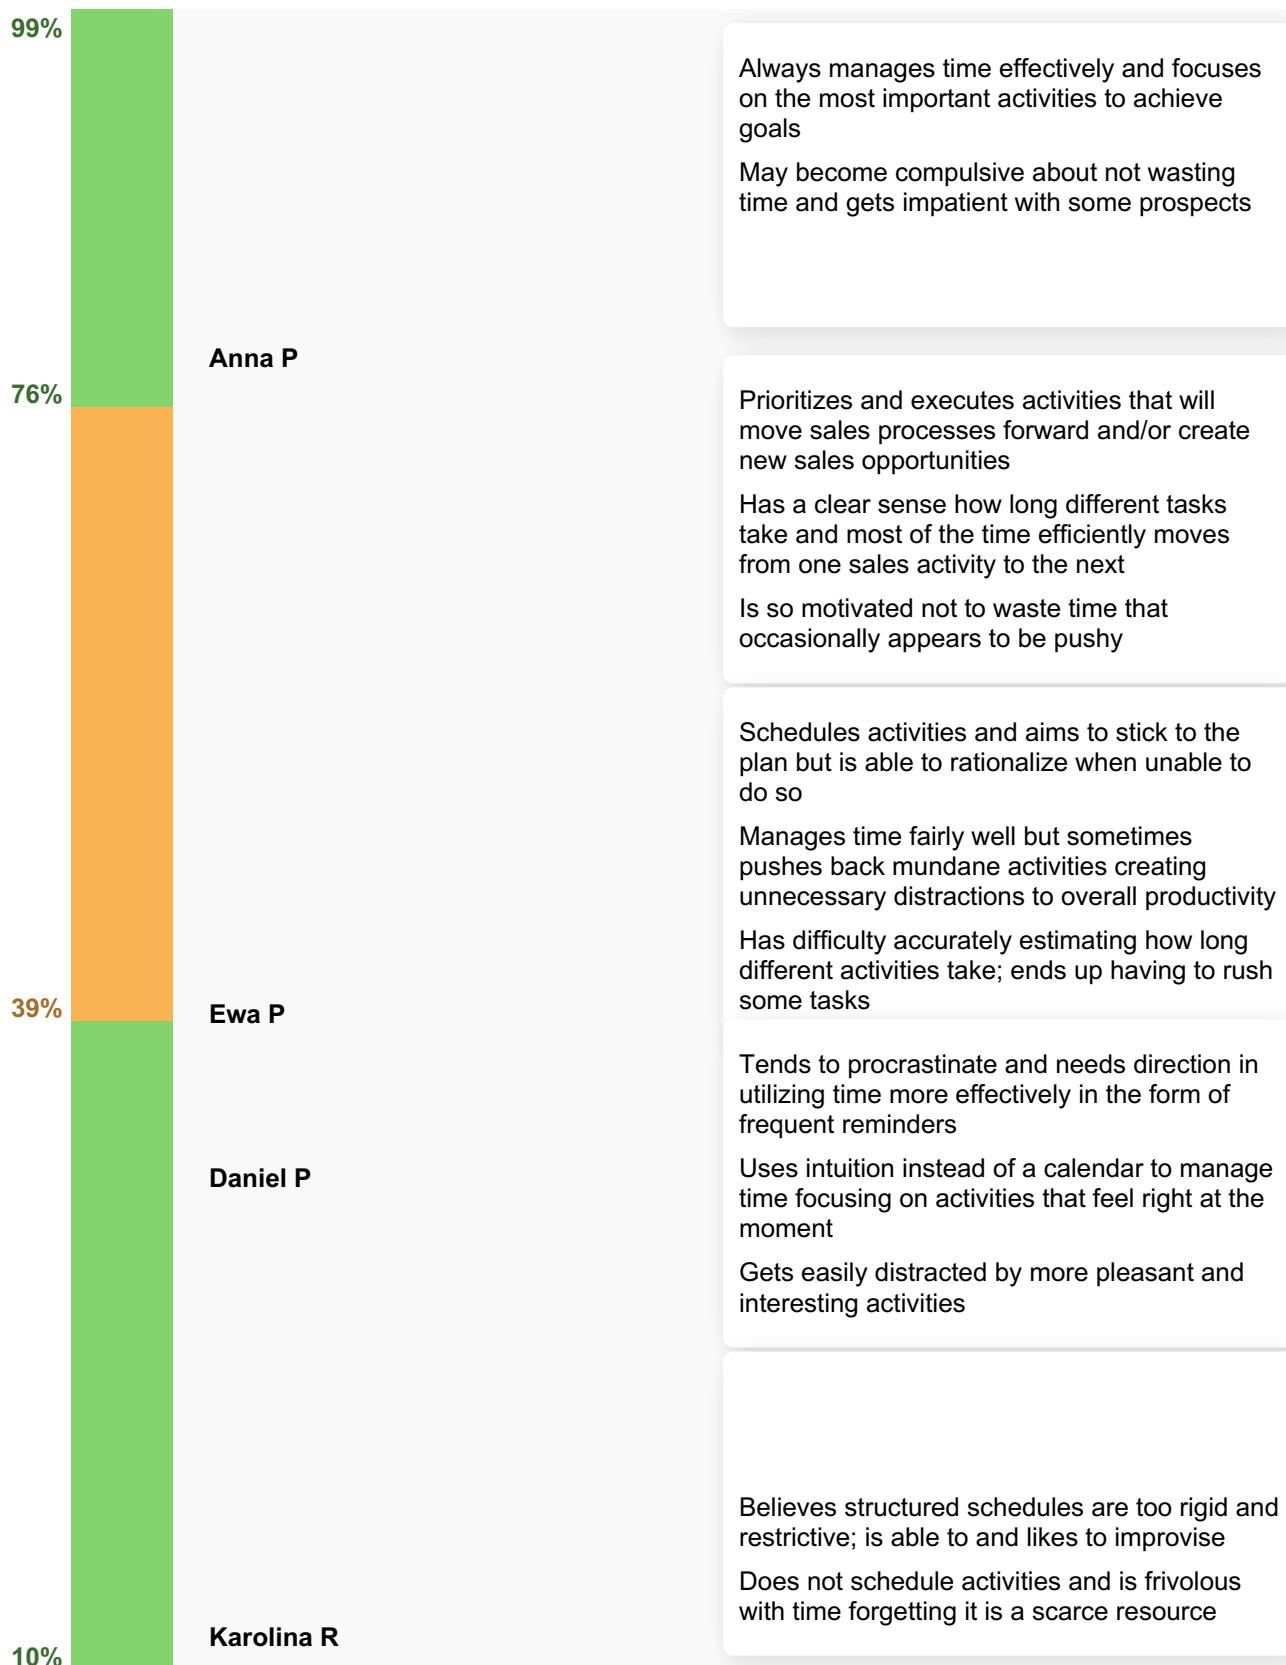 99%
Always manages time effectively and focuses
on the most important activities to achieve
goals
May become compulsive about not wasting
time and gets impatient with some prospects
Anna P
76%
Prioritizes and executes activities that will
move sales processes forward and/or create
new sales opportunities
Has a clear sense how long different tasks
take and most of the time efficiently moves
from one sales activity to the next
Is so motivated not to waste time that
occasionally appears to be pushy
Schedules activities and aims to stick to the
plan but is able to rationalize when unable to
do so
Manages time fairly well but sometimes
pushes back mundane activities creating
unnecessary distractions to overall productivity
Has difficulty accurately estimating how long
different activities take; ends up having to rush
some tasks
39%
Ewa P
Tends to procrastinate and needs direction in
utilizing time more effectively in the form of
frequent reminders
Daniel P
Uses intuition instead of a calendar to manage
time focusing on activities that feel right at the
moment
Gets easily distracted by more pleasant and
interesting activities
Believes structured schedules are too rigid and
restrictive; is able to and likes to improvise
Does not schedule activities and is frivolous
with time forgetting it is a scarce resource
Karolina R
10%